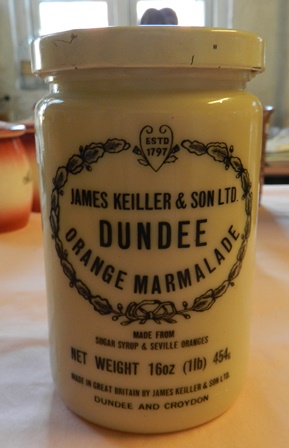 ESTD
1797
JAMES KEILLER & SON LTD.
DUNDEE
ORANGE MARMALADE
MADE FROM
SUGAR SYRUP & SEVILLE ORANGES
NET WEIGHT 16oz (1lb) 454g
MADE IN GREAT BRITAIN BY JAMES KEILLER & SON LTD.
DUNDEE AND CROYDON